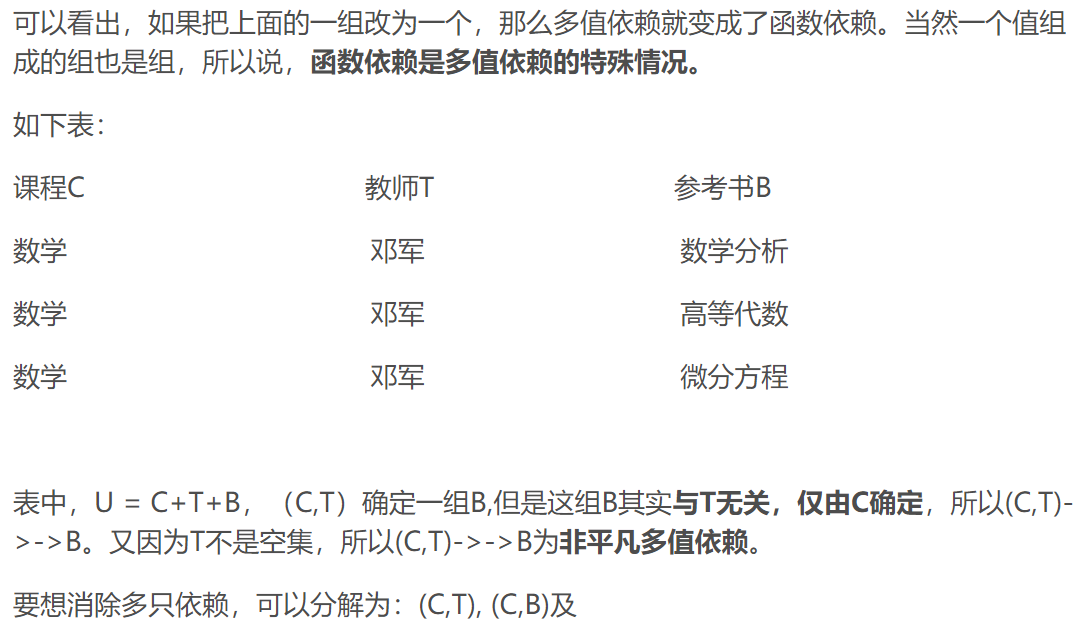 可以看出，如果把上面的一组改为一个，那么多值依赖就变成了函数依赖。当然一个值组
成的组也是组，所以说，函数依赖是多值依赖的特殊情况。
如下表：
课程C 教师T 参考书B
数学 邓军 数学分析
数学 邓军 高等代数
数学 邓军 微分方程
表中，U = C+T+B，（C,T）确定一组B,但是这组B其实与T无关，仅由C确定，所以(C,T)-
>->B。又因为T不是空集，所以(C,T)->->B为非平凡多值依赖。
要想消除多只依赖，可以分解为：(C,T), (C,B)及